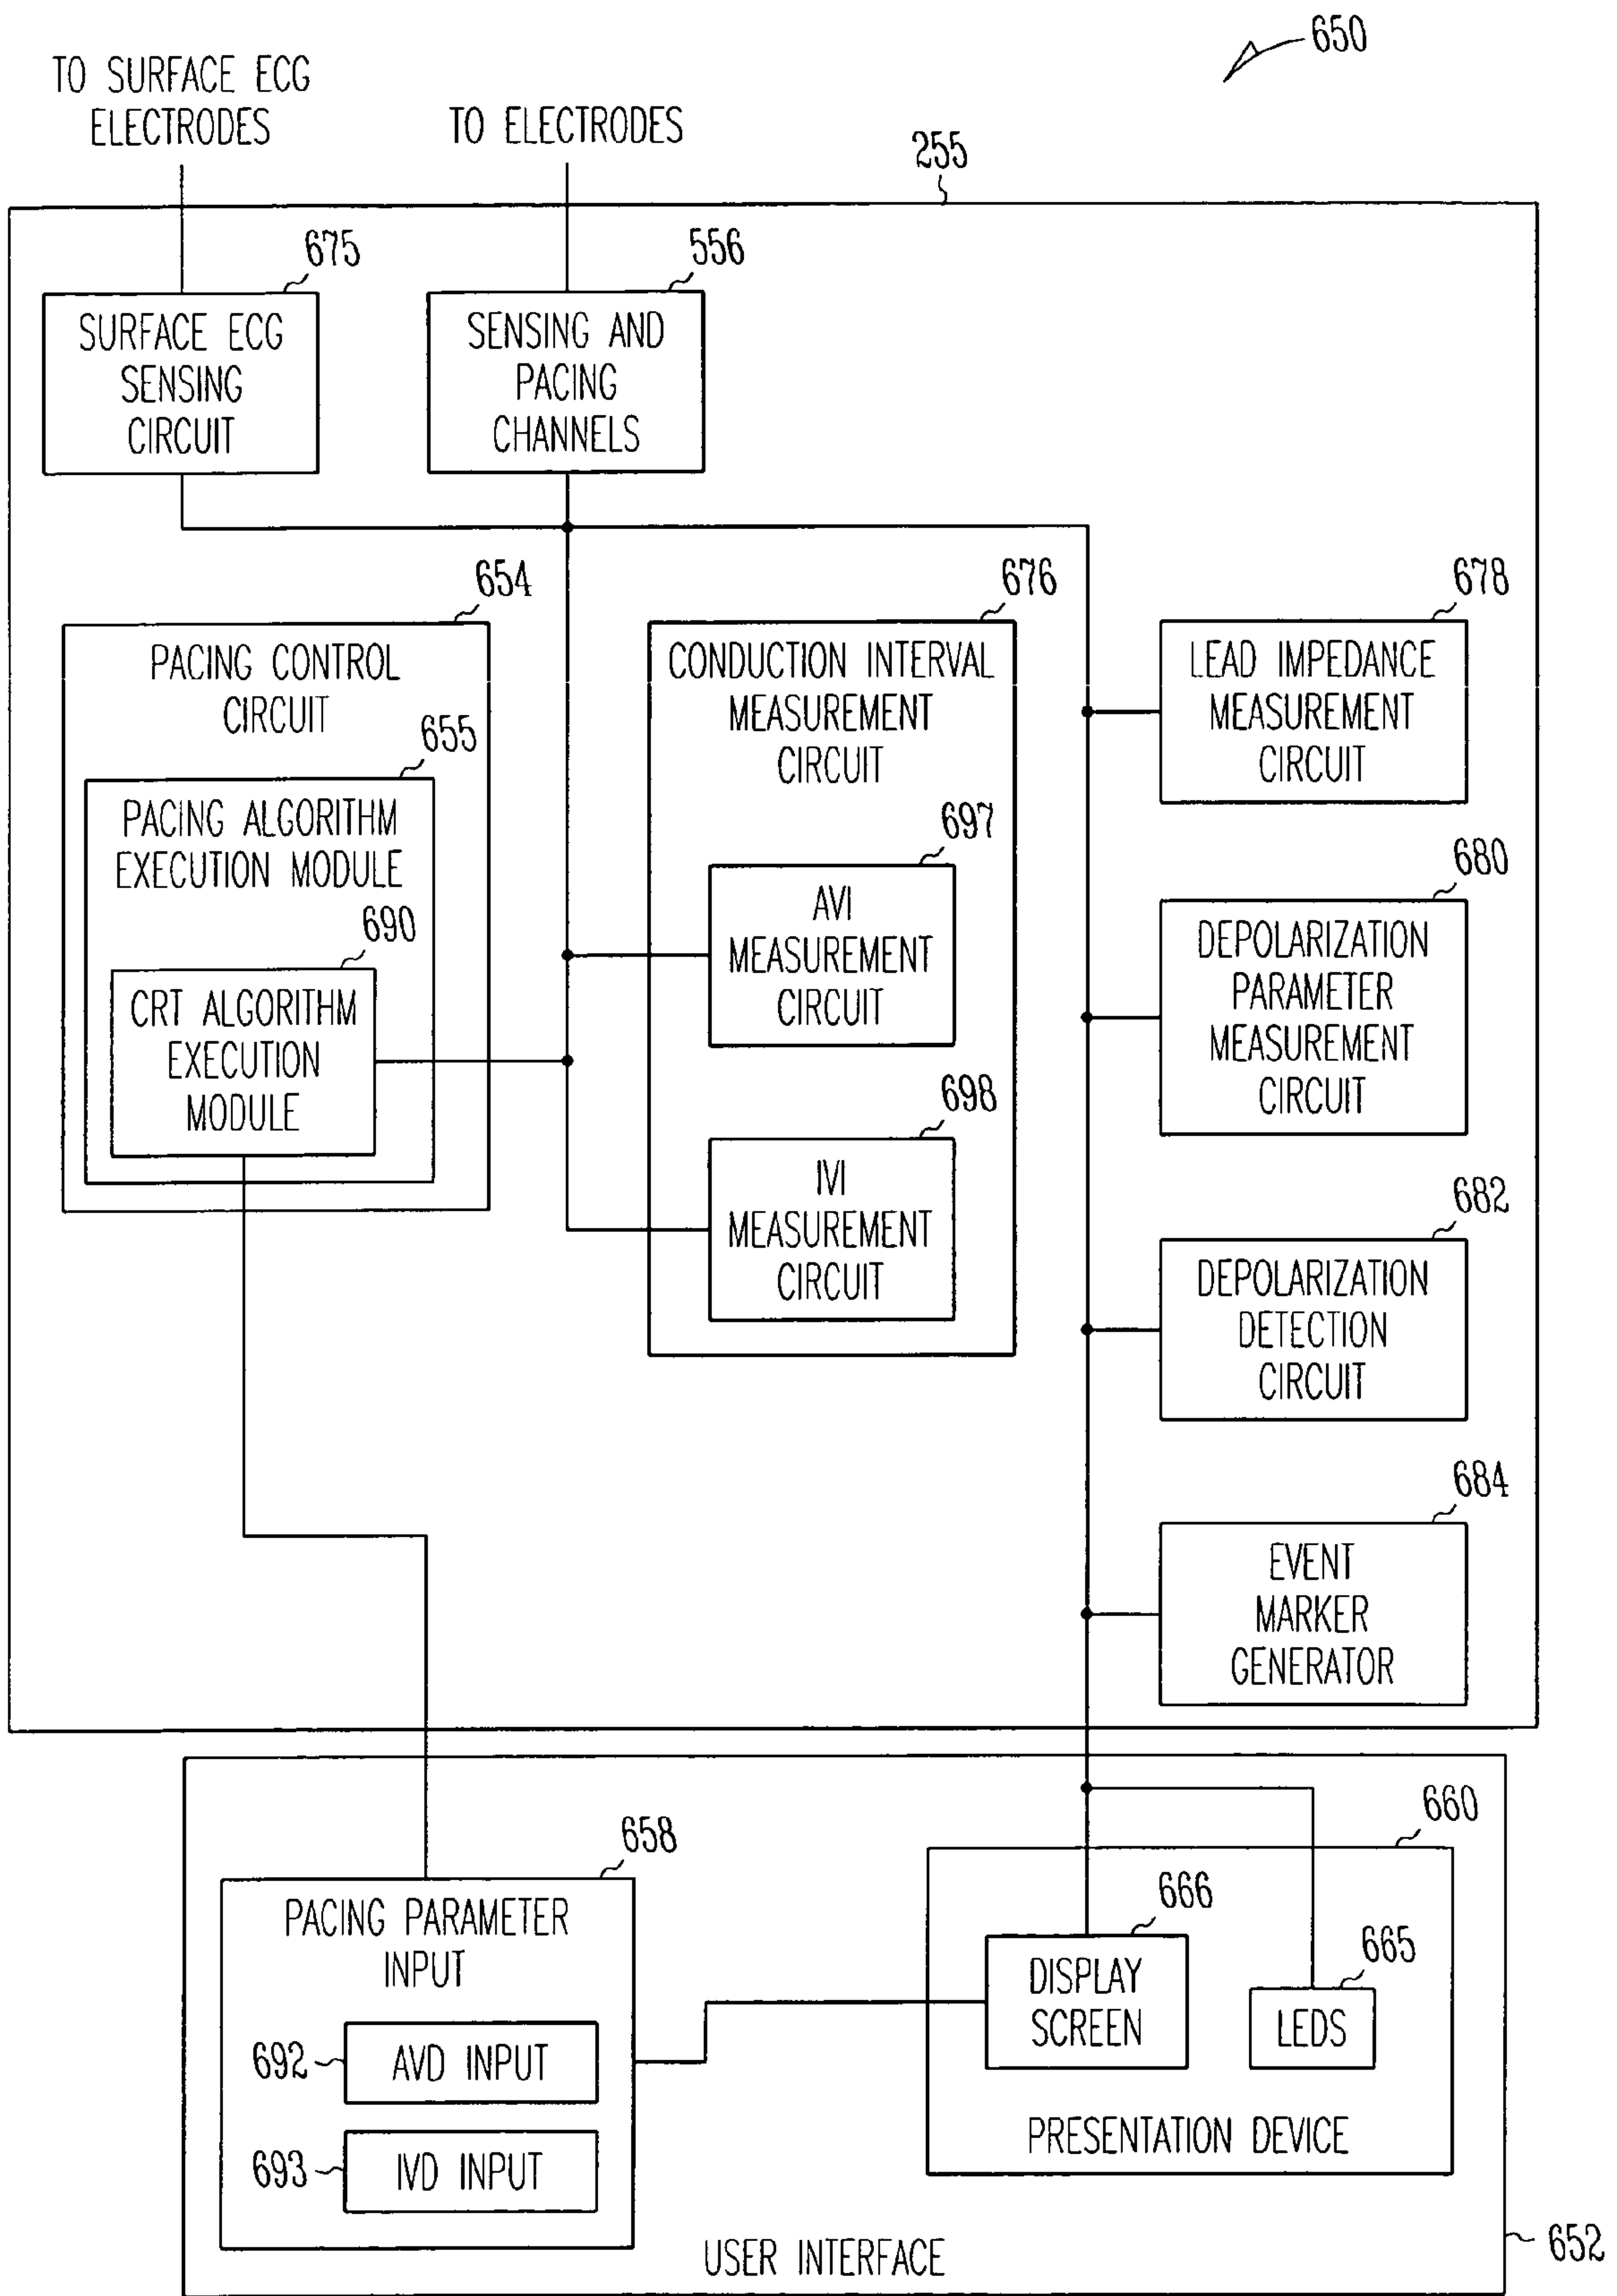 650
TO SURFACE ECG
ELECTRODES
TO ELECTRODES
255
675
SURFACE ECG
SENSING
CIRCUIT
556
SENSING AND
PACING
CHANNELS
654
PACING CONTROL
CIRCUIT
655
PACING ALGORITHM
EXECUTION MODULE
690
CRT ALGORITHM
EXECUTION
MODULE
676
CONDUCTION INTERVAL
MEASUREMENT
CIRCUIT
697
AVI
MEASUREMENT
CIRCUIT
698
IVI
MEASUREMENT
CIRCUIT
678
LEAD IMPEDANCE
MEASUREMENT
CIRCUIT
680
DEPOLARIZATION
PARAMETER
MEASUREMENT
CIRCUIT
682
DEPOLARIZATION
DETECTION
CIRCUIT
684
EVENT
MARKER
GENERATOR
658
PACING PARAMETER
INPUT
692
AVD INPUT
693
IVD INPUT
660
666
DISPLAY
SCREEN
665
LEDS
PRESENTATION DEVICE
USER INTERFACE
652